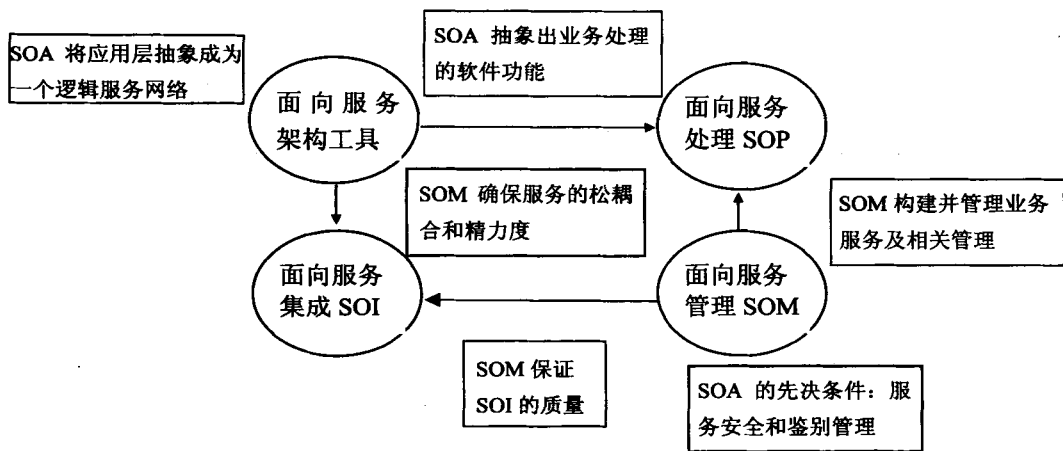 SOA 将应用层抽象成为
一个逻辑服务网络
SOA 抽象出业务处理
的软件功能
面向服务
架构工具
面向服务
处理 SOP
SOM 确保服务的松耦
合和精力度
SOM 构建并管理业务
服务及相关管理
面向服务
集成 SOI
面向服务
管理 SOM
SOM 保证
SOI 的质量
SOA 的先决条件：服
务安全和鉴别管理